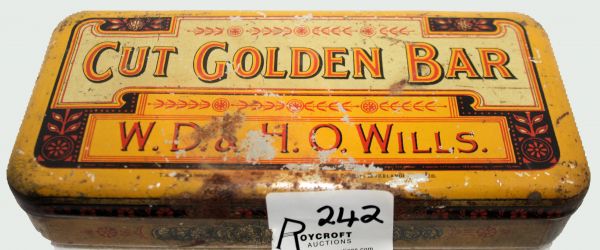 CUT GOLDEN BAR
W. D. & H. O. WILLS.
242
ROYCROFT
AUCTIONS